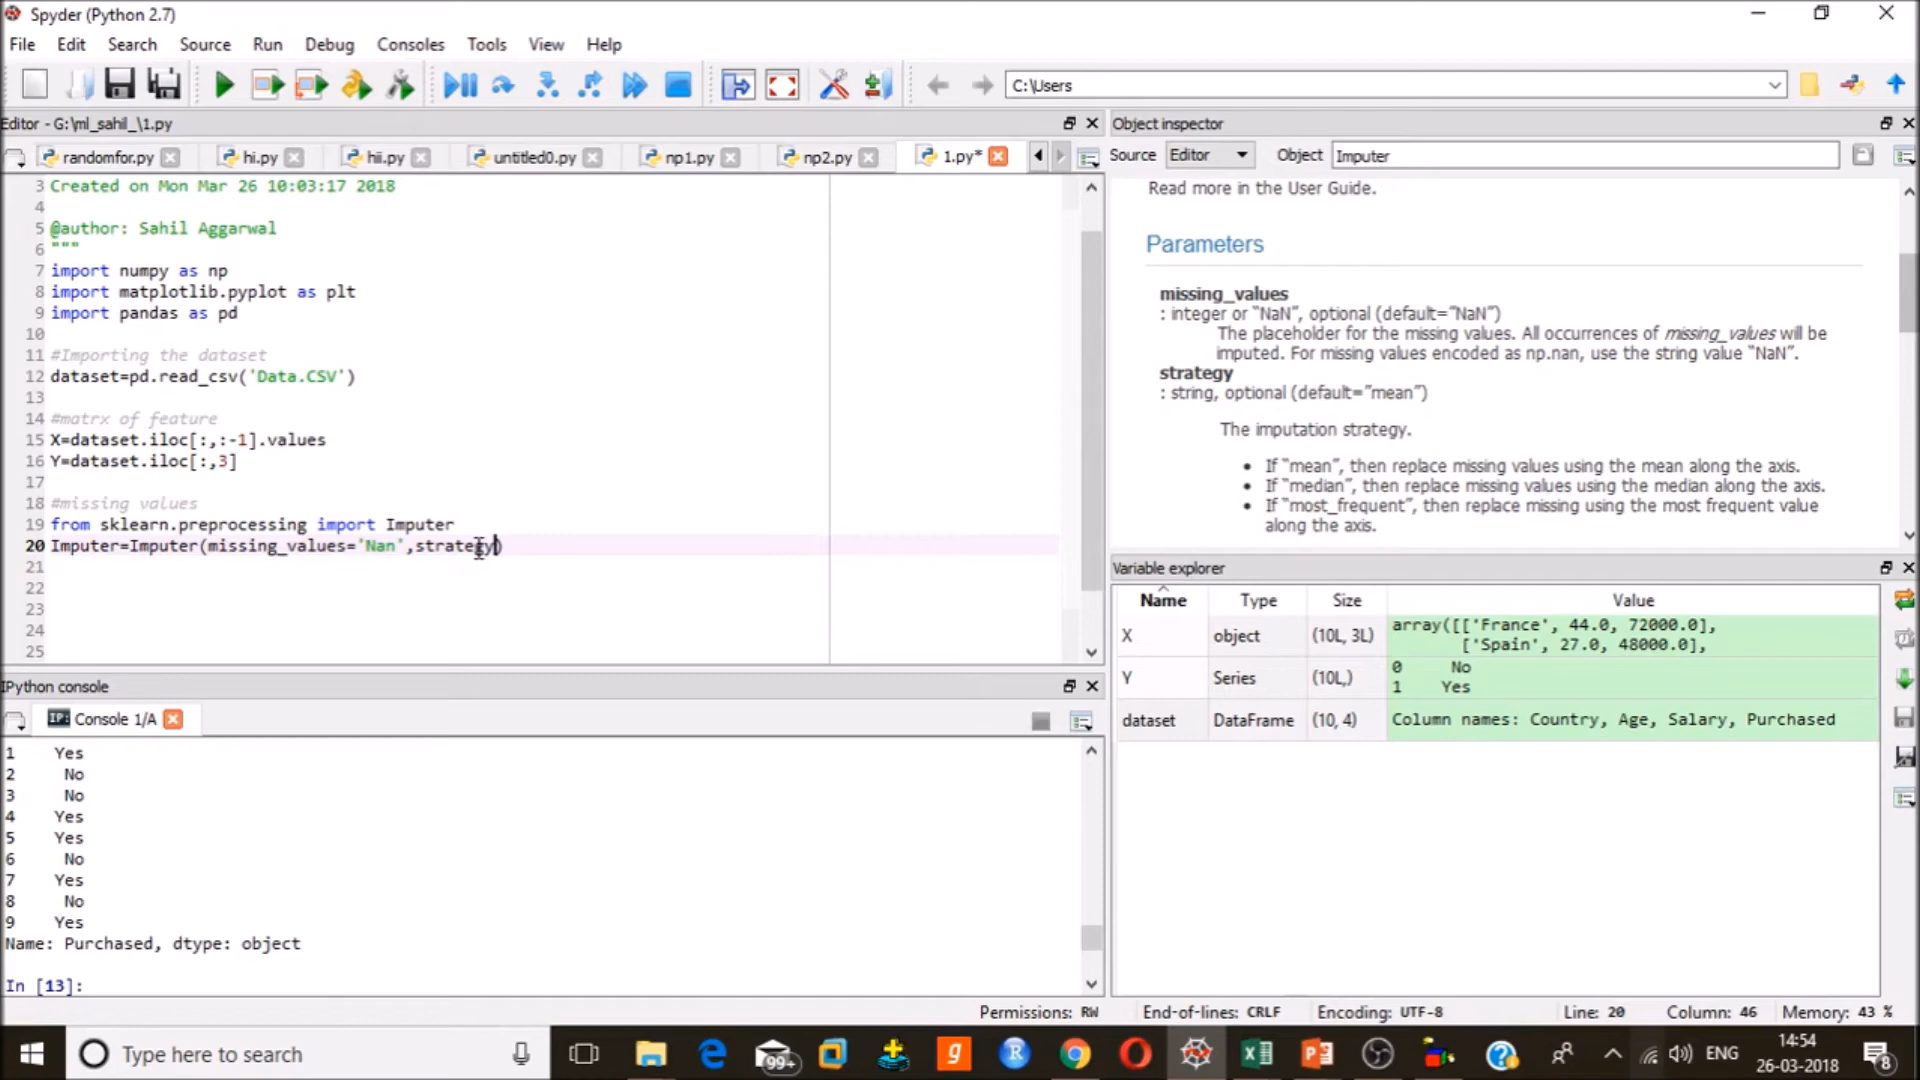 Spyder (Python 2.7)
File Edit Search Source Run Debug Consoles Tools View Help
C:\Users
Editor - G:\ml_sahil_\1.py
randomfor.py hi.py hii.py untitled0.py np1.py np2.py 1.py*
3 Created on Mon Mar 26 10:03:17 2018
4
5 @author: Sahil Aggarwal
6 """
7 import numpy as np
8 import matplotlib.pyplot as plt
9 import pandas as pd
10
11 #Importing the dataset
12 dataset=pd.read_csv('Data.CSV')
13
14 #matrx of feature
15 X=dataset.iloc[:,:-1].values
16 Y=dataset.iloc[:,3]
17
18 #missing values
19 from sklearn.preprocessing import Imputer
20 Imputer=Imputer(missing_values='Nan',strategy)
21
22
23
24
25
IPython console
IP: Console 1/A
1 Yes
2 No
3 No
4 Yes
5 Yes
6 No
7 Yes
8 No
9 Yes
Name: Purchased, dtype: object
In [13]:
Object inspector
Source Editor Object Imputer
Read more in the User Guide.
Parameters
missing_values
: integer or “NaN”, optional (default=”NaN”)
The placeholder for the missing values. All occurrences of missing_values will be
imputed. For missing values encoded as np.nan, use the string value “NaN”.
strategy
: string, optional (default=”mean”)
The imputation strategy.
• If “mean”, then replace missing values using the mean along the axis.
• If “median”, then replace missing values using the median along the axis.
• If “most_frequent”, then replace missing using the most frequent value
along the axis.
Variable explorer
Name Type Size Value
X object (10L, 3L) array([['France', 44.0, 72000.0],
['Spain', 27.0, 48000.0],
Y Series (10L,) 0 No
1 Yes
dataset DataFrame (10, 4) Column names: Country, Age, Salary, Purchased
Permissions: RW End-of-lines: CRLF Encoding: UTF-8 Line: 20 Column: 46 Memory: 43 %
Type here to search
99+
g
R
ENG
14:54
26-03-2018
8